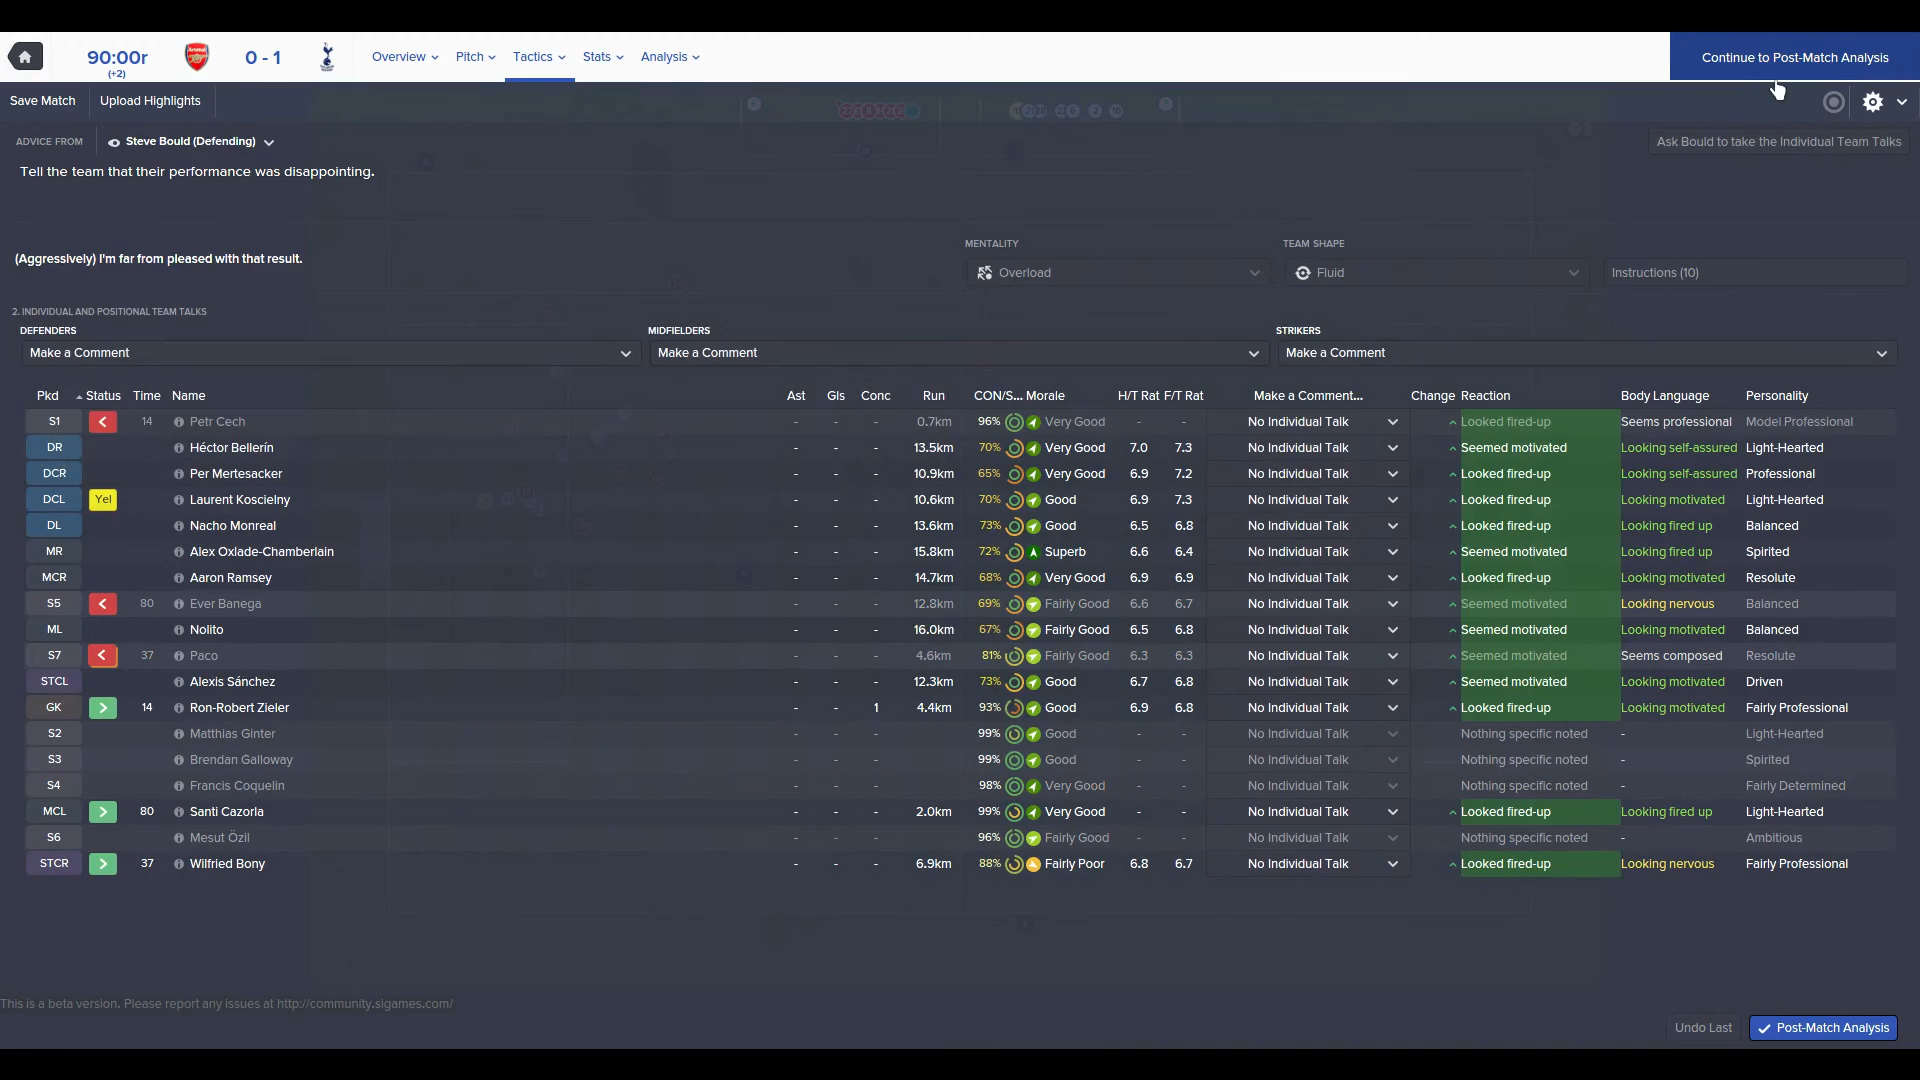 90:00r
(+2)
0 - 1
Overview Pitch Tactics Stats Analysis
Continue to Post-Match Analysis
Save Match Upload Highlights
ADVICE FROM Steve Bould (Defending)
Ask Bould to take the Individual Team Talks
Tell the team that their performance was disappointing.
MENTALITY TEAM SHAPE
(Aggressively) I'm far from pleased with that result.
Overload Fluid Instructions (10)
2. INDIVIDUAL AND POSITIONAL TEAM TALKS
DEFENDERS MIDFIELDERS STRIKERS
Make a Comment Make a Comment Make a Comment
Pkd Status Time Name Ast Gls Conc Run CON/S... Morale H/T Rat F/T Rat Make a Comment... Change Reaction Body Language Personality
S1 14 Petr Cech - - - 0.7km 96% Very Good - - No Individual Talk Looked fired-up Seems professional Model Professional
DR Héctor Bellerín - - - 13.5km 70% Very Good 7.0 7.3 No Individual Talk Seemed motivated Looking self-assured Light-Hearted
DCR Per Mertesacker - - - 10.9km 65% Very Good 6.9 7.2 No Individual Talk Looked fired-up Looking self-assured Professional
DCL Yel Laurent Koscielny - - - 10.6km 70% Good 6.9 7.3 No Individual Talk Looked fired-up Looking motivated Light-Hearted
DL Nacho Monreal - - - 13.6km 73% Good 6.5 6.8 No Individual Talk Looked fired-up Looking fired up Balanced
MR Alex Oxlade-Chamberlain - - - 15.8km 72% Superb 6.6 6.4 No Individual Talk Seemed motivated Looking fired up Spirited
MCR Aaron Ramsey - - - 14.7km 68% Very Good 6.9 6.9 No Individual Talk Looked fired-up Looking motivated Resolute
S5 80 Ever Banega - - - 12.8km 69% Fairly Good 6.6 6.7 No Individual Talk Seemed motivated Looking nervous Balanced
ML Nolito - - - 16.0km 67% Fairly Good 6.5 6.8 No Individual Talk Seemed motivated Looking motivated Balanced
S7 37 Paco - - - 4.6km 81% Fairly Good 6.3 6.3 No Individual Talk Seemed motivated Seems composed Resolute
STCL Alexis Sánchez - - - 12.3km 73% Good 6.7 6.8 No Individual Talk Seemed motivated Looking motivated Driven
GK 14 Ron-Robert Zieler - - 1 4.4km 93% Good 6.9 6.8 No Individual Talk Looked fired-up Looking motivated Fairly Professional
S2 Matthias Ginter 99% Good - - No Individual Talk Nothing specific noted - Light-Hearted
S3 Brendan Galloway 99% Good - - No Individual Talk Nothing specific noted - Spirited
S4 Francis Coquelin 98% Very Good - - No Individual Talk Nothing specific noted - Fairly Determined
MCL 80 Santi Cazorla - - - 2.0km 99% Very Good - - No Individual Talk Looked fired-up Looking fired up Light-Hearted
S6 Mesut Özil 96% Fairly Good - - No Individual Talk Nothing specific noted - Ambitious
STCR 37 Wilfried Bony - - - 6.9km 88% Fairly Poor 6.8 6.7 No Individual Talk Looked fired-up Looking nervous Fairly Professional
This is a beta version. Please report any issues at http://community.sigames.com/
Undo Last Post-Match Analysis